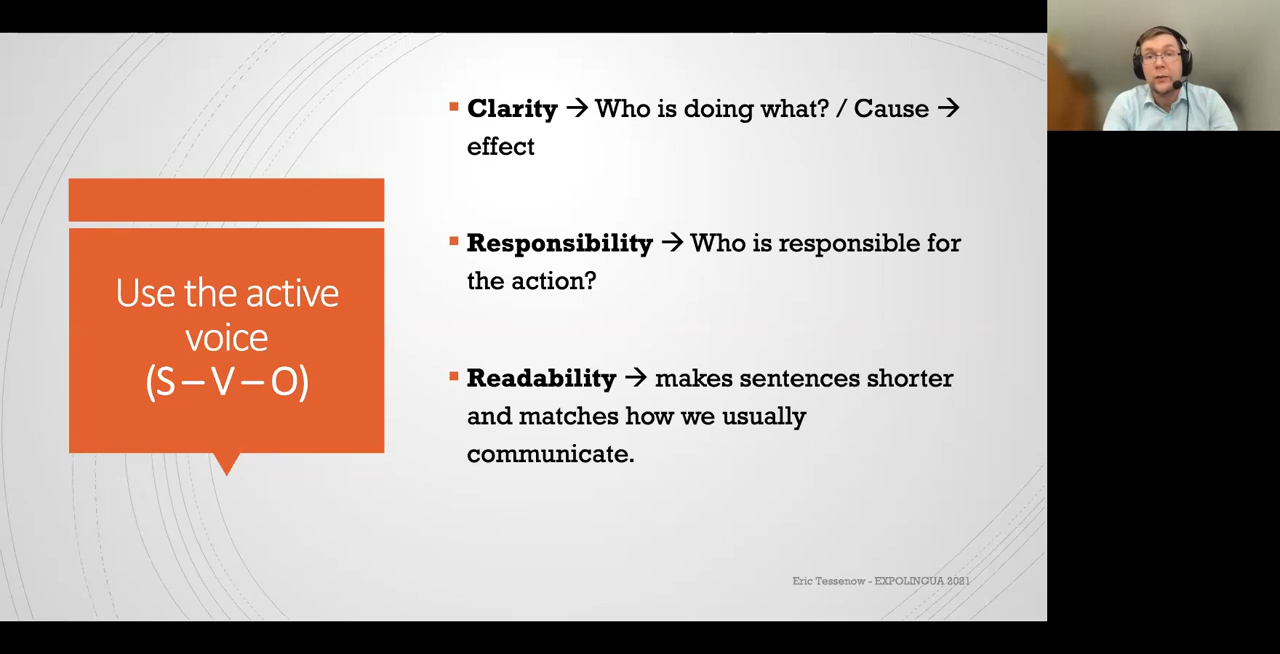 Use the active
voice
(S – V – O)
▪ Clarity → Who is doing what? / Cause →
effect
▪ Responsibility → Who is responsible for
the action?
▪ Readability → makes sentences shorter
and matches how we usually
communicate.
Eric Tessenow - EXPOLINGUA 2021